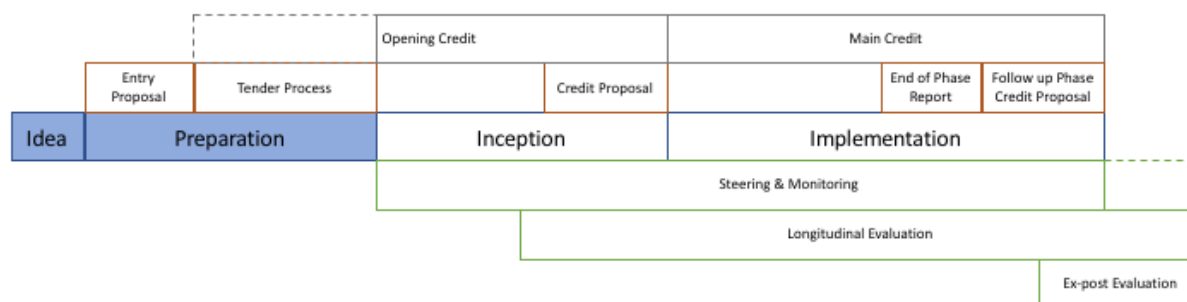 Opening Credit
Main Credit
Entry
Proposal
Tender Process
Credit Proposal
End of Phase
Report
Follow up Phase
Credit Proposal
Idea
Preparation
Inception
Implementation
Steering & Monitoring
Longitudinal Evaluation
Ex-post Evaluation